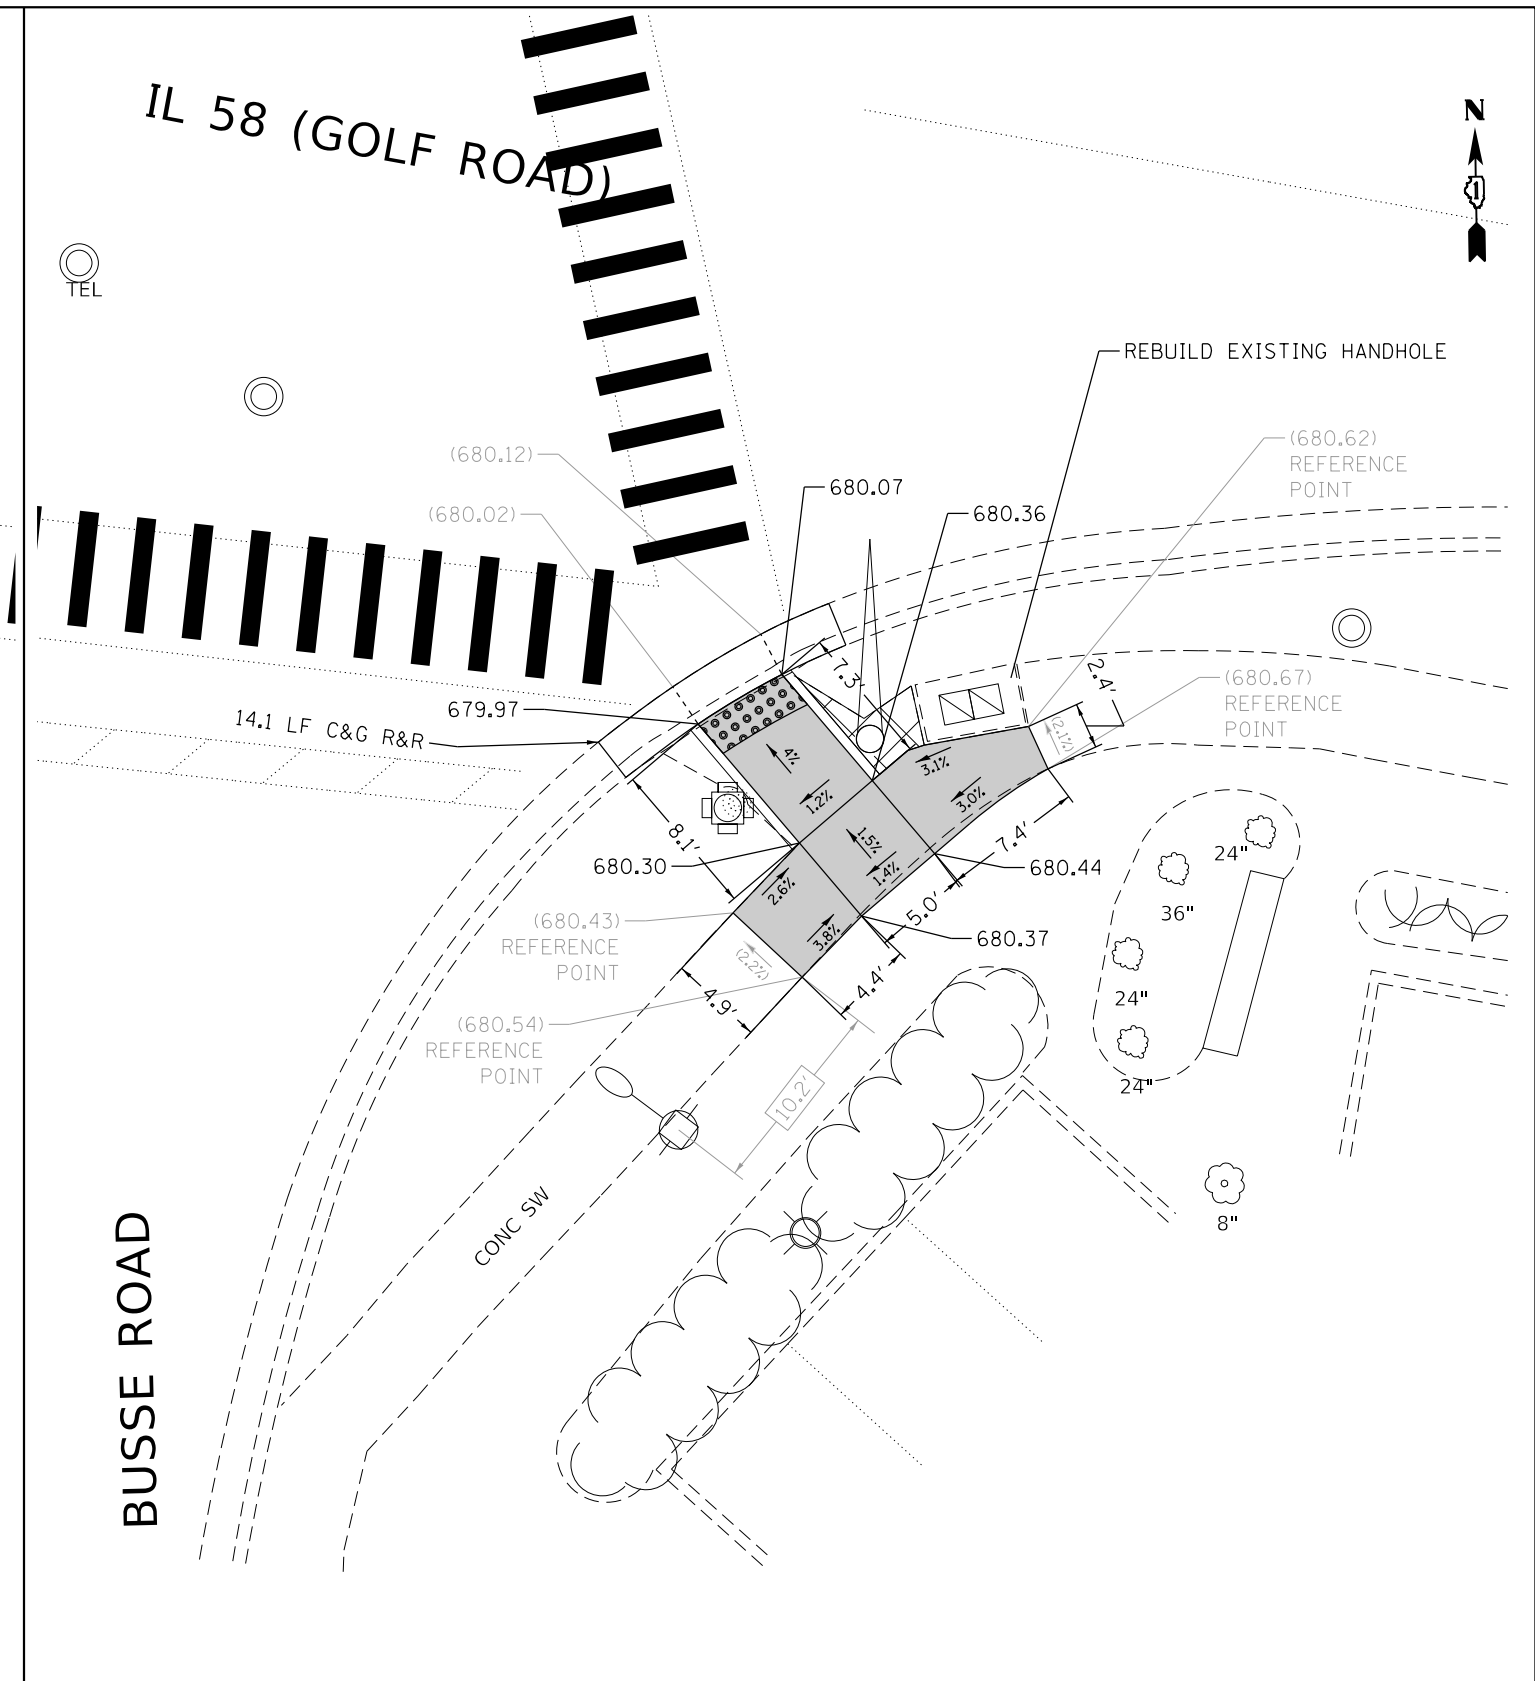 IL 58 (GOLF ROAD)
N
1
TEL
REBUILD EXISTING HANDHOLE
(680.12)
(680.62)
REFERENCE
POINT
680.07
(680.02)
680.36
7.3'
2.4'
(680.67)
REFERENCE
POINT
679.97
14.1 LF C&G R&R
(2.1%)
4%
3.1%
1.2%
3.0%
8.1'
1.5%
7.4'
24"
680.30
1.4%
680.44
2.6%
36"
5.0'
(680.43)
REFERENCE
POINT
3.8%
680.37
(2.2%)
4.4'
24"
4.9'
(680.54)
REFERENCE
POINT
24"
10.2'
CONC SW
8"
BUSSE ROAD